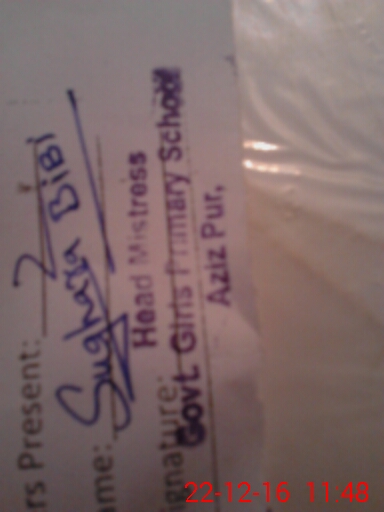 rs Present: 2
ame: Sughara BiBi
Head Mistress
ignature: Govt. Girls Primary School
Aziz Pur,
22-12-16 11:48